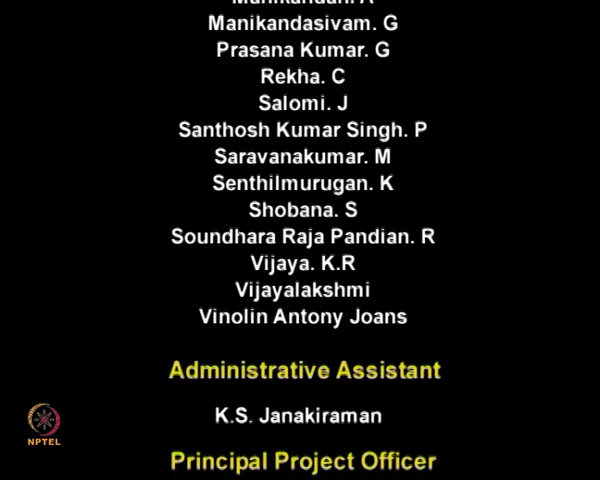 Manikandan. A
Manikandasivam. G
Prasana Kumar. G
Rekha. C
Salomi. J
Santhosh Kumar Singh. P
Saravanakumar. M
Senthilmurugan. K
Shobana. S
Soundhara Raja Pandian. R
Vijaya. K.R
Vijayalakshmi
Vinolin Antony Joans
Administrative Assistant
K.S. Janakiraman
NPTEL
Principal Project Officer